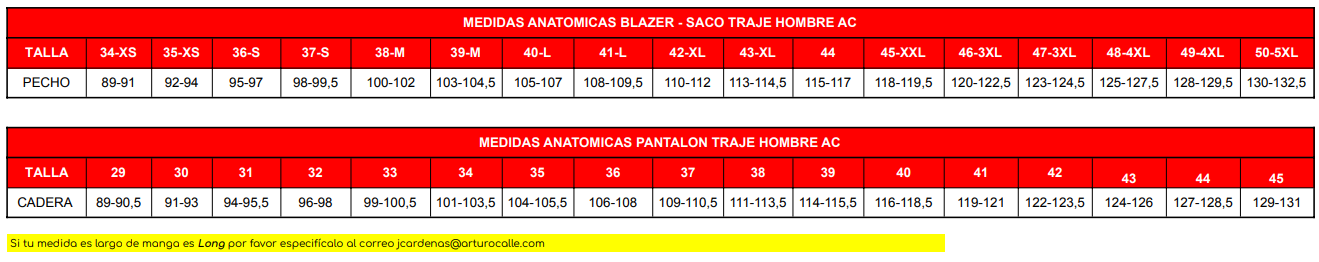 MEDIDAS ANATOMICAS BLAZER - SACO TRAJE HOMBRE AC
TALLA 34-XS 35-XS 36-S 37-S 38-M 39-M 40-L 41-L 42-XL 43-XL 44 45-XXL 46-3XL 47-3XL 48-4XL 49-4XL 50-5XL
PECHO 89-91 92-94 95-97 98-99,5 100-102 103-104,5 105-107 108-109,5 110-112 113-114,5 115-117 118-119,5 120-122,5 123-124,5 125-127,5 128-129,5 130-132,5
MEDIDAS ANATOMICAS PANTALON TRAJE HOMBRE AC
TALLA 29 30 31 32 33 34 35 36 37 38 39 40 41 42 43 44 45
CADERA 89-90,5 91-93 94-95,5 96-98 99-100,5 101-103,5 104-105,5 106-108 109-110,5 111-113,5 114-115,5 116-118,5 119-121 122-123,5 124-126 127-128,5 129-131
Si tu medida es largo de manga es Long por favor especifícalo al correo jcardenas@arturocalle.com